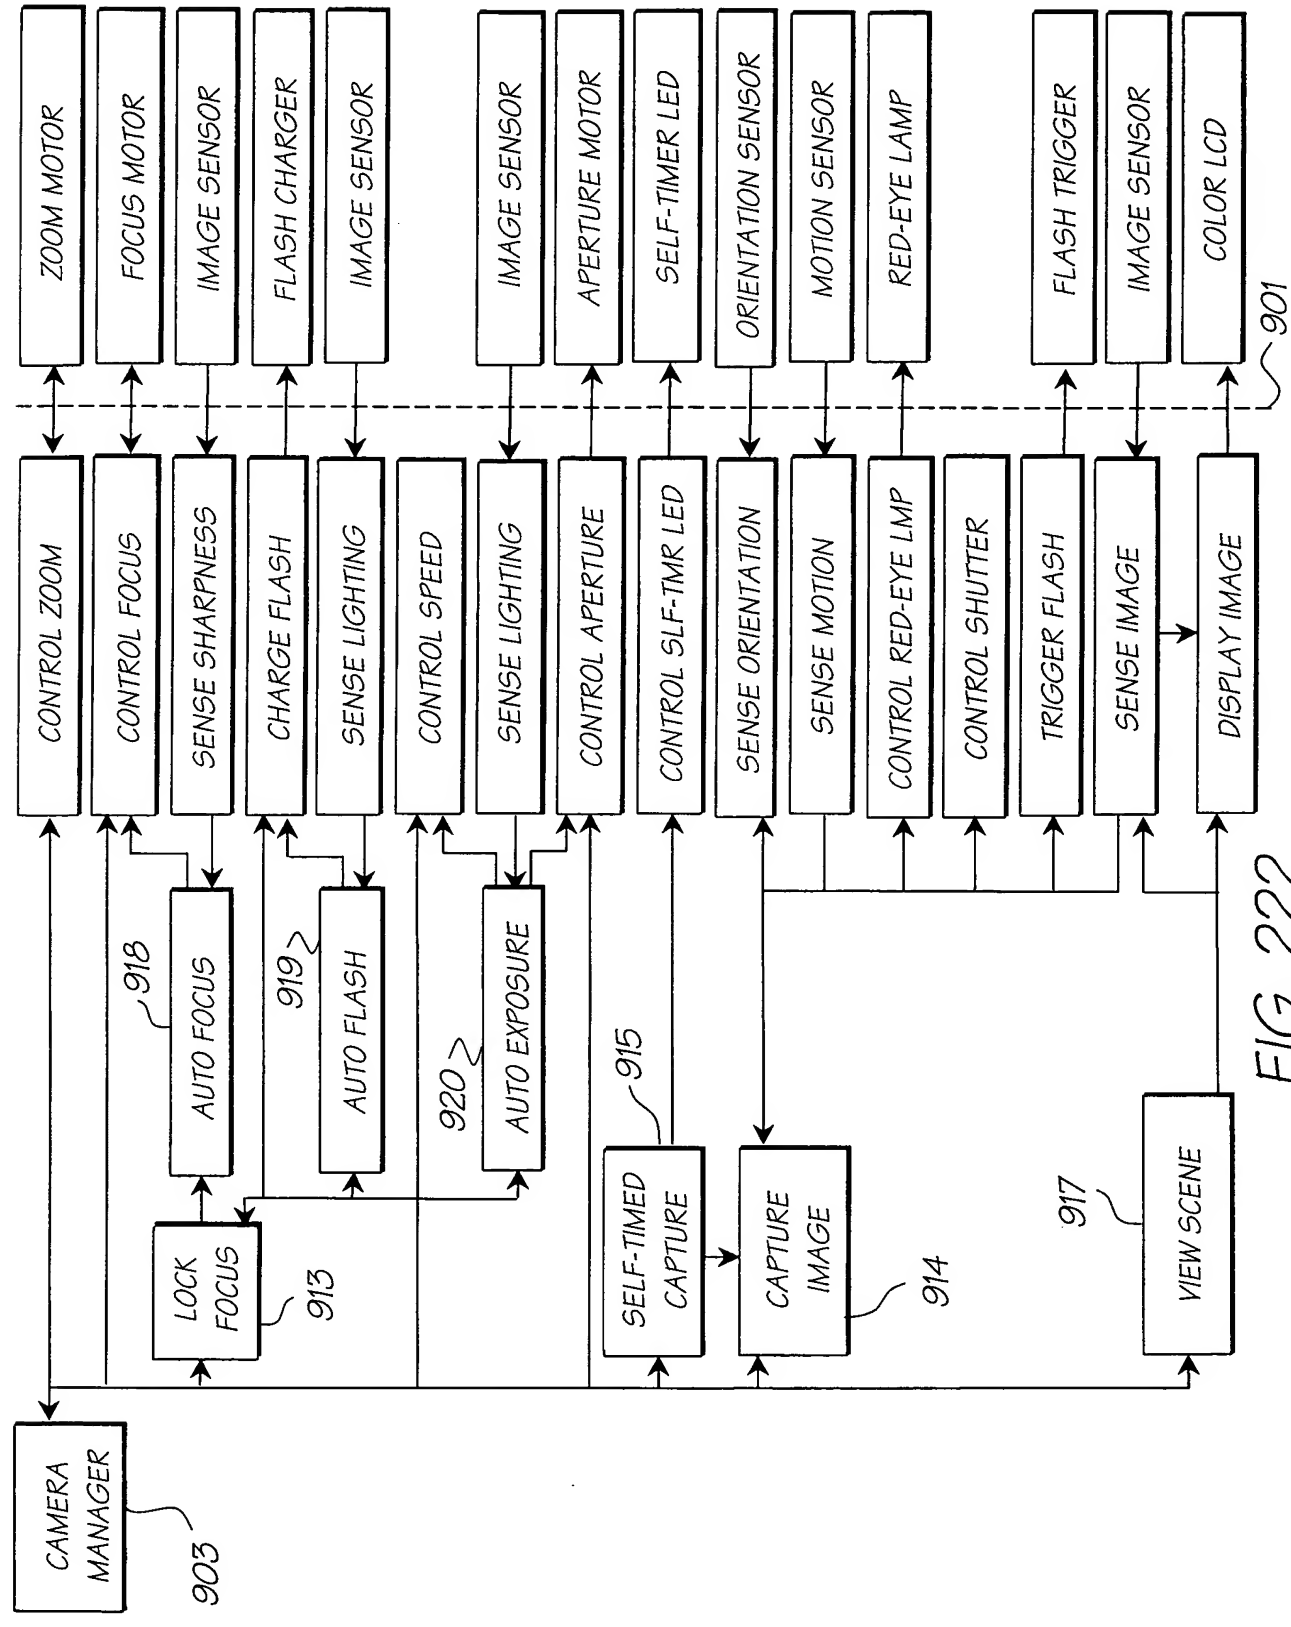 CAMERA
MANAGER
903
LOCK
FOCUS
913
SELF-TIMED
CAPTURE
915
CAPTURE
IMAGE
914
VIEW SCENE
917
AUTO FOCUS
918
AUTO FLASH
919
AUTO EXPOSURE
920
CONTROL ZOOM
CONTROL FOCUS
SENSE SHARPNESS
CHARGE FLASH
SENSE LIGHTING
CONTROL SPEED
SENSE LIGHTING
CONTROL APERTURE
CONTROL SLF-TMR LED
SENSE ORIENTATION
SENSE MOTION
CONTROL RED-EYE LMP
CONTROL SHUTTER
TRIGGER FLASH
SENSE IMAGE
DISPLAY IMAGE
ZOOM MOTOR
FOCUS MOTOR
IMAGE SENSOR
FLASH CHARGER
IMAGE SENSOR
IMAGE SENSOR
APERTURE MOTOR
SELF-TIMER LED
ORIENTATION SENSOR
MOTION SENSOR
RED-EYE LAMP
FLASH TRIGGER
IMAGE SENSOR
COLOR LCD
901
FIG. 222